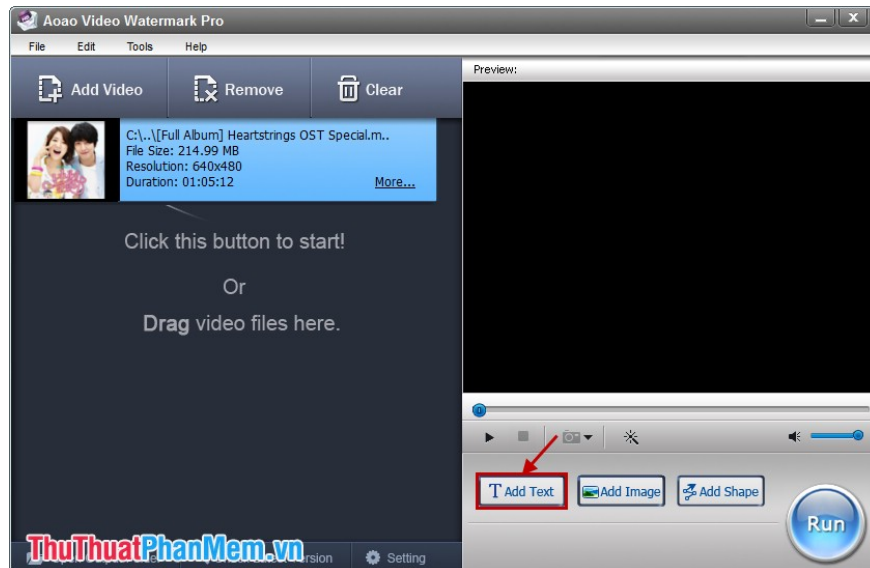 Aoao Video Watermark Pro
File Edit Tools Help
Add Video Remove Clear
Preview:
C:\..\[Full Album] Heartstrings OST Special.m..
File Size: 214.99 MB
Resolution: 640x480
Duration: 01:05:12 More...
Click this button to start!
Or
Drag video files here.
T Add Text Add Image Add Shape
Run
ThuThuatPhanMem.vn
Setting